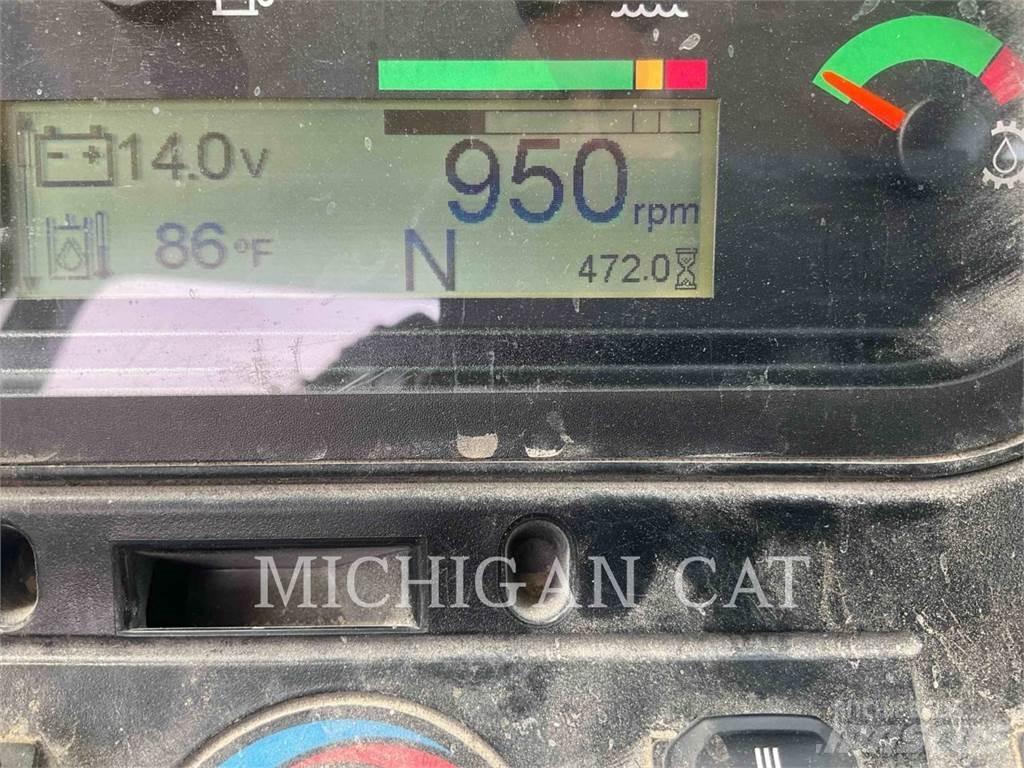 14.0v
950 rpm
86°F
N
472.0
MICHIGAN CAT